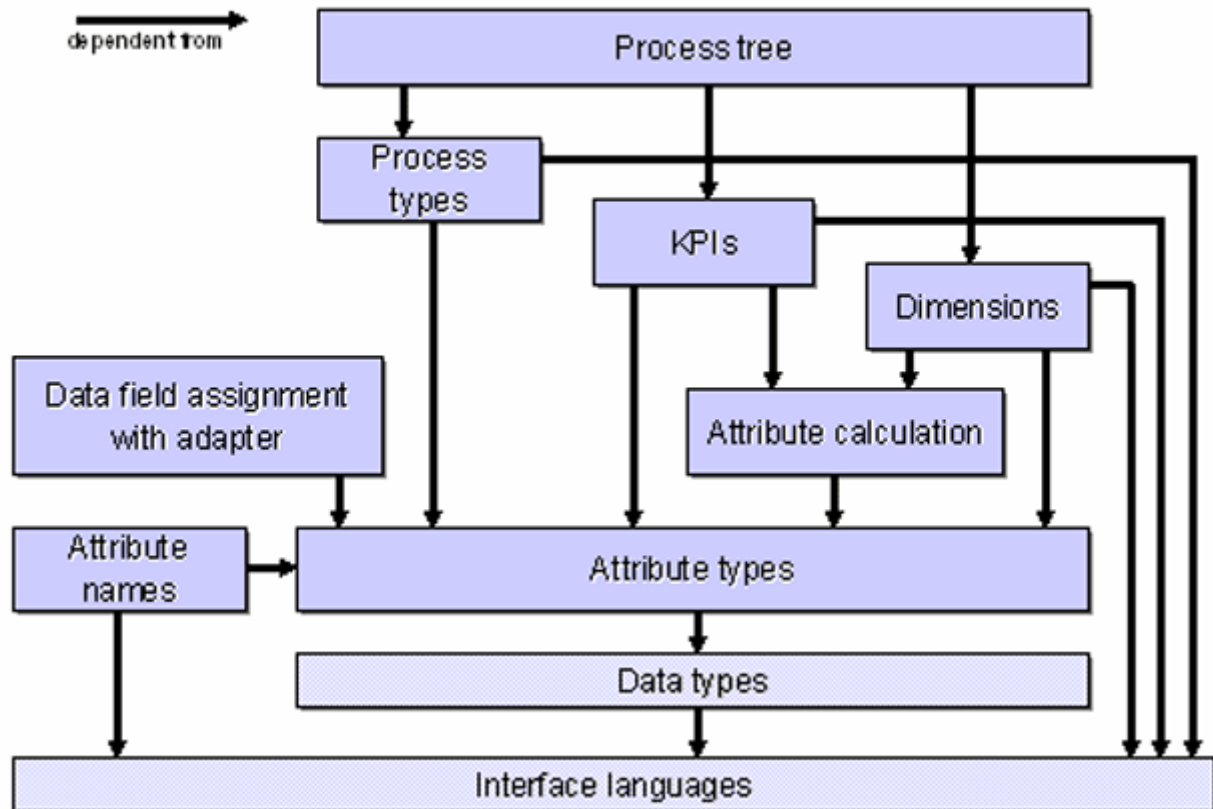 dependent from
Process tree
Process
types
KPIs
Dimensions
Data field assignment
with adapter
Attribute calculation
Attribute
names
Attribute types
Data types
Interface languages